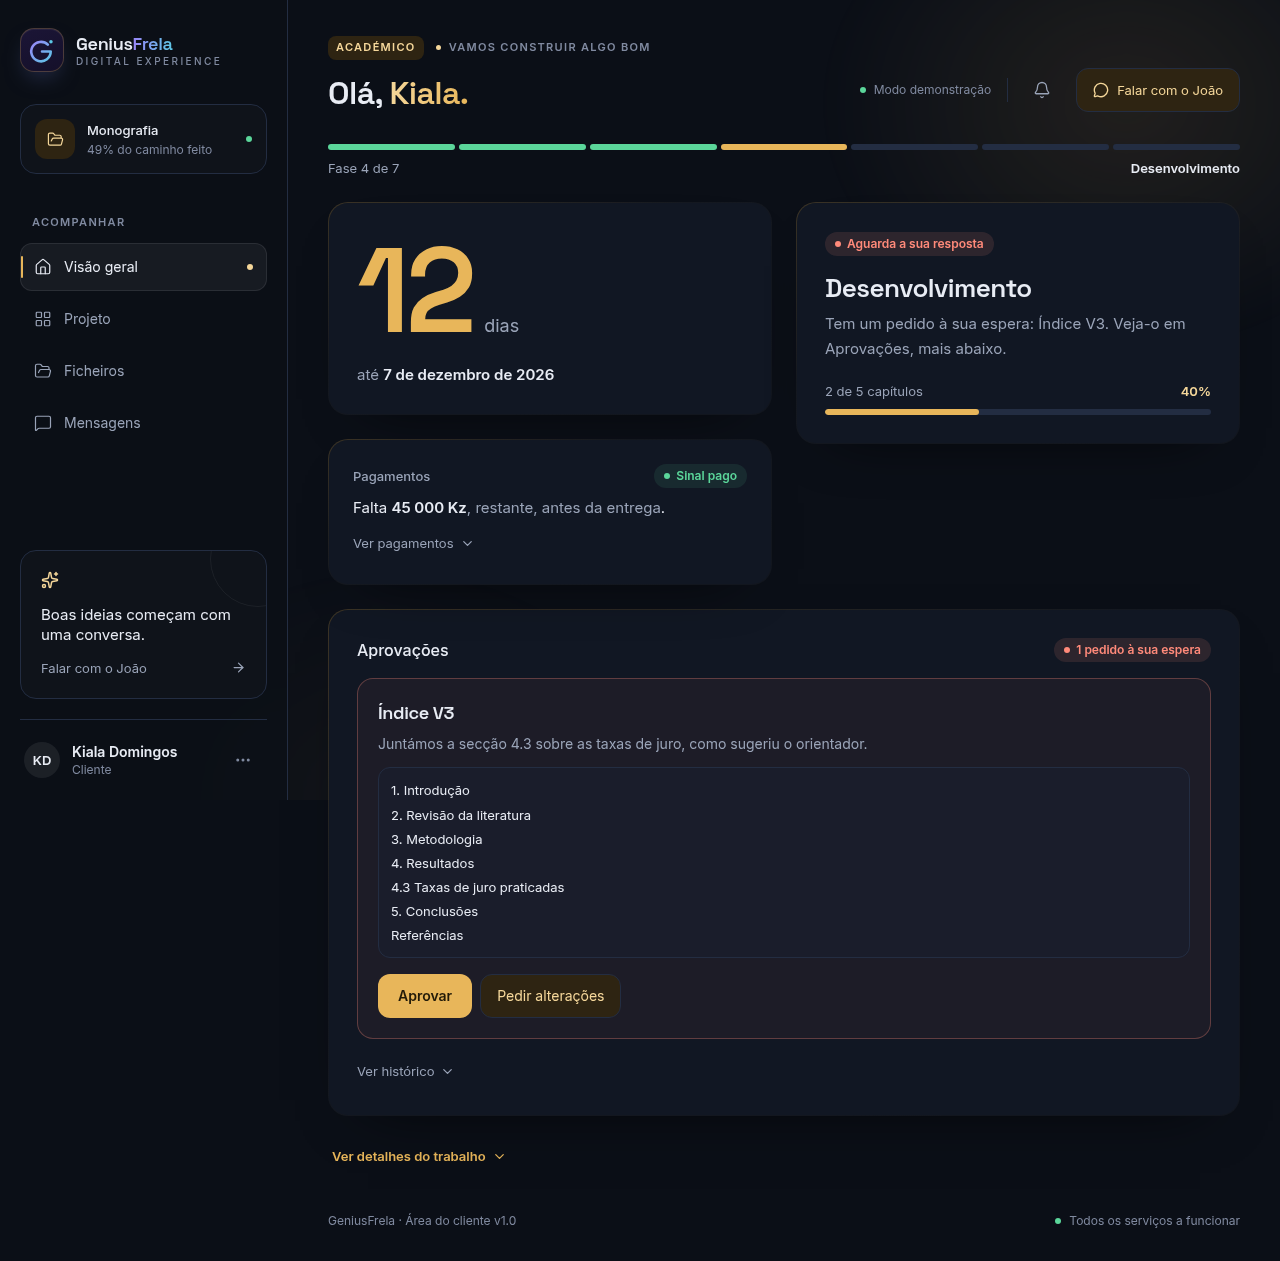 GeniusFrela
DIGITAL EXPERIENCE
Monografia
49% do caminho feito
ACOMPANHAR
Visão geral
Projeto
Ficheiros
Mensagens
Boas ideias começam com
uma conversa.
Falar com o João
KD
Kiala Domingos
Cliente
ACADÉMICO
VAMOS CONSTRUIR ALGO BOM
Olá, Kiala.
Modo demonstração
Falar com o João
Fase 4 de 7
Desenvolvimento
12 dias
até 7 de dezembro de 2026
Aguarda a sua resposta
Desenvolvimento
Tem um pedido à sua espera: Índice V3. Veja-o em
Aprovações, mais abaixo.
2 de 5 capítulos
40%
Pagamentos
Sinal pago
Falta 45 000 Kz, restante, antes da entrega.
Ver pagamentos
Aprovações
1 pedido à sua espera
Índice V3
Juntámos a secção 4.3 sobre as taxas de juro, como sugeriu o orientador.
1. Introdução
2. Revisão da literatura
3. Metodologia
4. Resultados
4.3 Taxas de juro praticadas
5. Conclusões
Referências
Aprovar
Pedir alterações
Ver histórico
Ver detalhes do trabalho
GeniusFrela · Área do cliente v1.0
Todos os serviços a funcionar